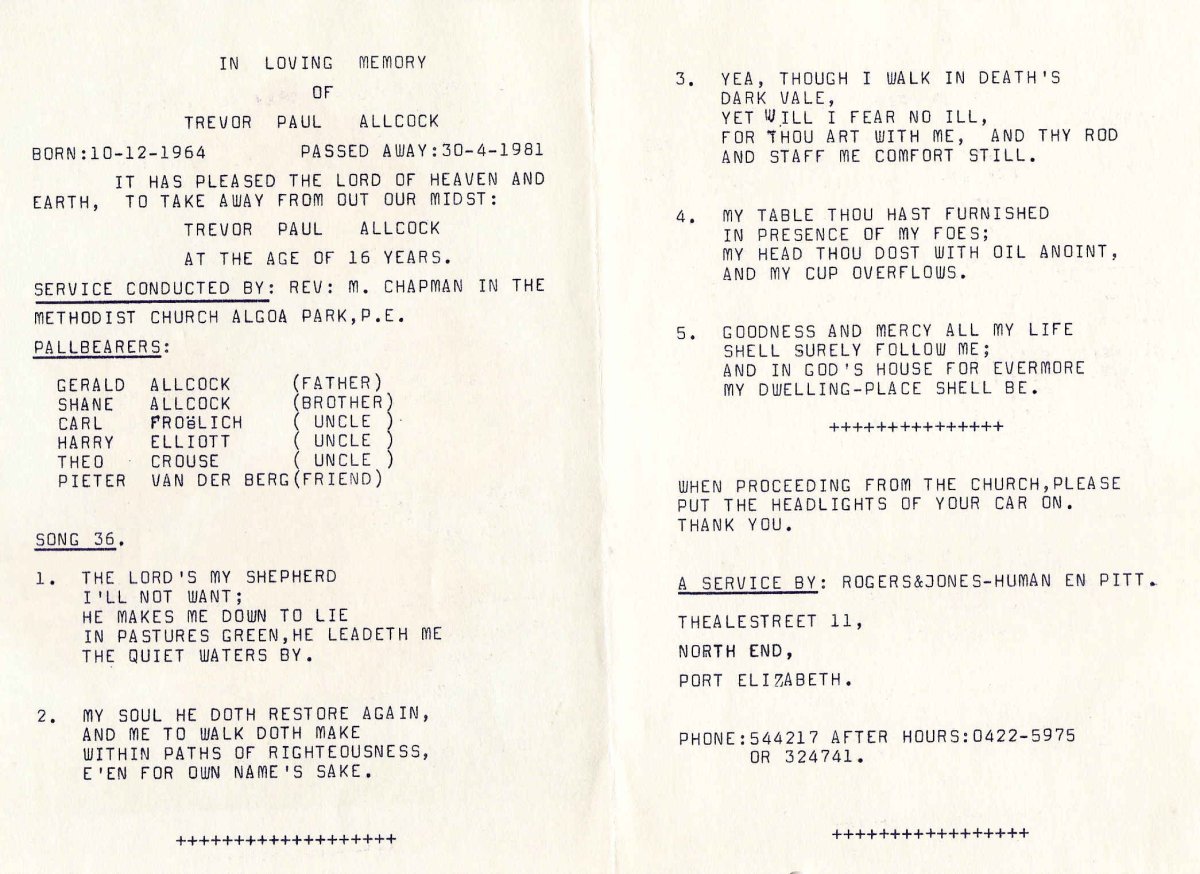 IN LOVING MEMORY
OF
TREVOR PAUL ALLCOCK
BORN:10-12-1964 PASSED AWAY:30-4-1981
IT HAS PLEASED THE LORD OF HEAVEN AND
EARTH, TO TAKE AWAY FROM OUT OUR MIDST:
TREVOR PAUL ALLCOCK
AT THE AGE OF 16 YEARS.
SERVICE CONDUCTED BY: REV: M. CHAPMAN IN THE
METHODIST CHURCH ALGOA PARK,P.E.
PALLBEARERS:
GERALD ALLCOCK (FATHER)
SHANE ALLCOCK (BROTHER)
CARL FROëLICH ( UNCLE )
HARRY ELLIOTT ( UNCLE )
THEO CROUSE ( UNCLE )
PIETER VAN DER BERG(FRIEND)
SONG 36.
1. THE LORD'S MY SHEPHERD
I'LL NOT WANT;
HE MAKES ME DOWN TO LIE
IN PASTURES GREEN,HE LEADETH ME
THE QUIET WATERS BY.
2. MY SOUL HE DOTH RESTORE AGAIN,
AND ME TO WALK DOTH MAKE
WITHIN PATHS OF RIGHTEOUSNESS,
E'EN FOR OWN NAME'S SAKE.
+++++++++++++++++++
3. YEA, THOUGH I WALK IN DEATH'S
DARK VALE,
YET WILL I FEAR NO ILL,
FOR THOU ART WITH ME, AND THY ROD
AND STAFF ME COMFORT STILL.
4. MY TABLE THOU HAST FURNISHED
IN PRESENCE OF MY FOES;
MY HEAD THOU DOST WITH OIL ANOINT,
AND MY CUP OVERFLOWS.
5. GOODNESS AND MERCY ALL MY LIFE
SHELL SURELY FOLLOW ME;
AND IN GOD'S HOUSE FOR EVERMORE
MY DWELLING-PLACE SHELL BE.
+++++++++++++++
WHEN PROCEEDING FROM THE CHURCH,PLEASE
PUT THE HEADLIGHTS OF YOUR CAR ON.
THANK YOU.
A SERVICE BY: ROGERS&JONES-HUMAN EN PITT.
THEALESTREET 11,
NORTH END,
PORT ELIZABETH.
PHONE:544217 AFTER HOURS:0422-5975
OR 324741.
+++++++++++++++++